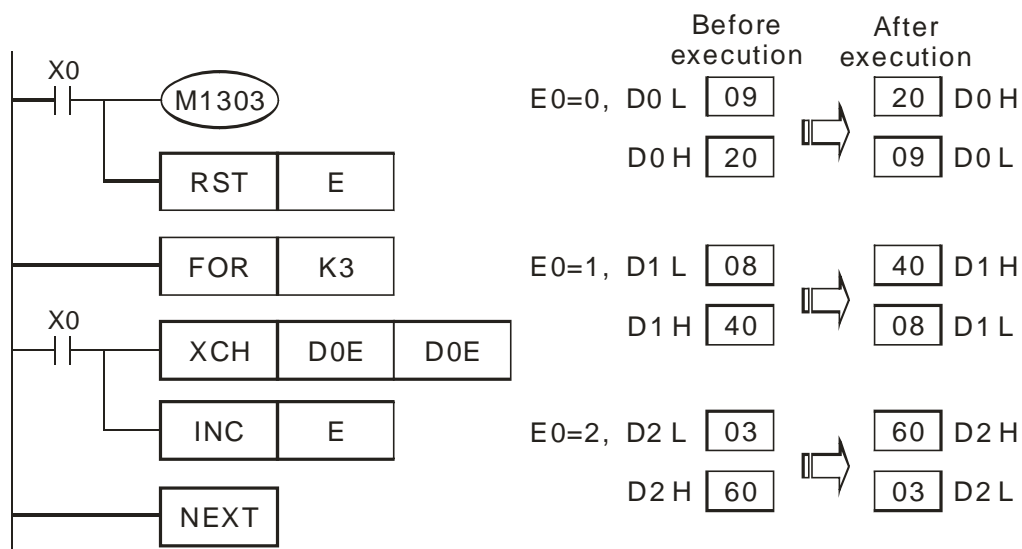 X0
M1303
RST E
FOR K3
X0
XCH D0E D0E
INC E
NEXT
Before execution
After execution
E0=0, D0 L 09 20 D0 H
D0 H 20 09 D0 L
E0=1, D1 L 08 40 D1 H
D1 H 40 08 D1 L
E0=2, D2 L 03 60 D2 H
D2 H 60 03 D2 L